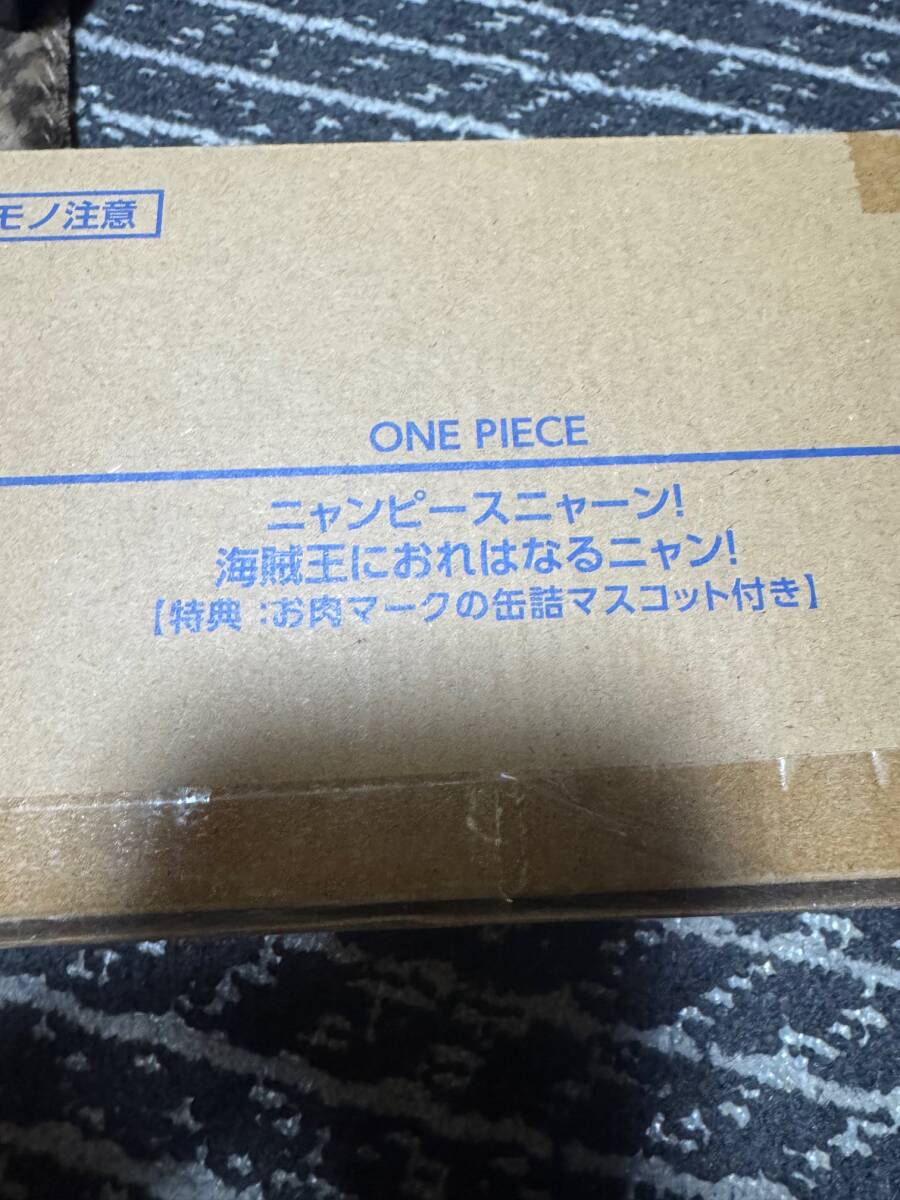 モノ注意
ONE PIECE
ニャンピースニャーン!
海賊王におれはなるニャン!
【特典:お肉マークの缶詰マスコット付き】